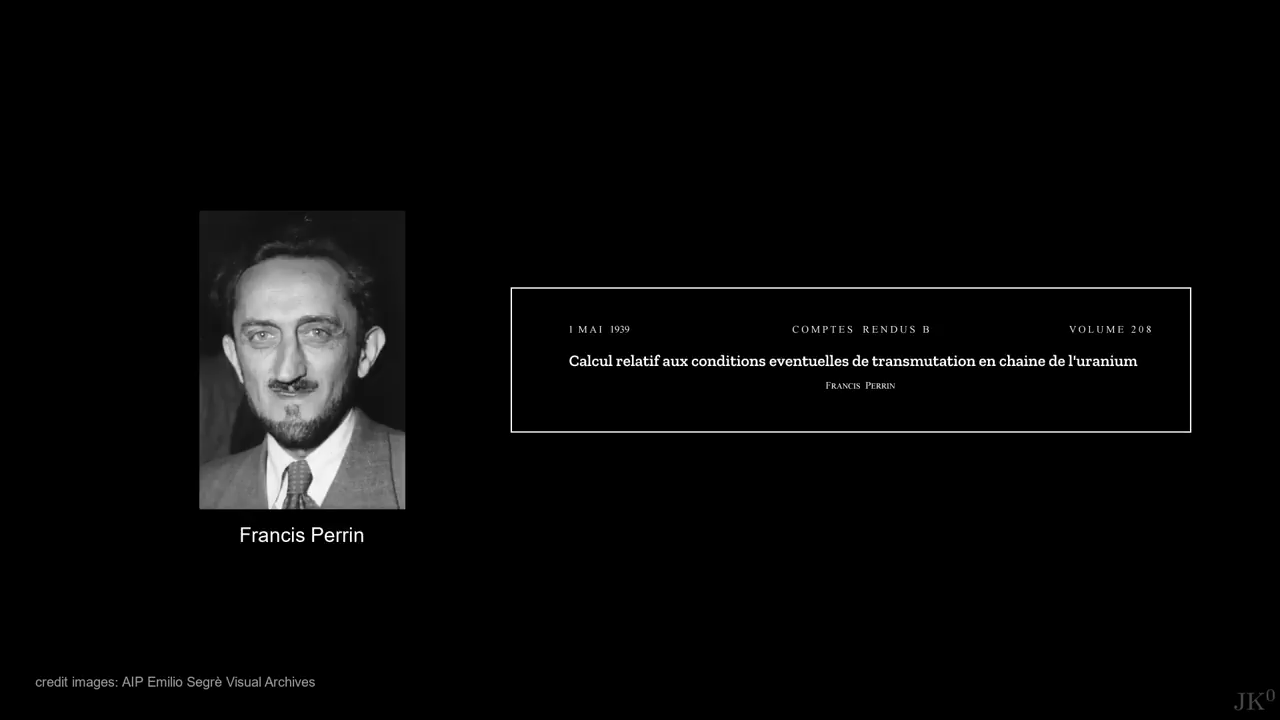 1 MAI 1939 COMPTES RENDUS B VOLUME 208
Calcul relatif aux conditions eventuelles de transmutation en chaine de l'uranium
FRANCIS PERRIN
Francis Perrin
credit images: AIP Emilio Segrè Visual Archives
JK⁰